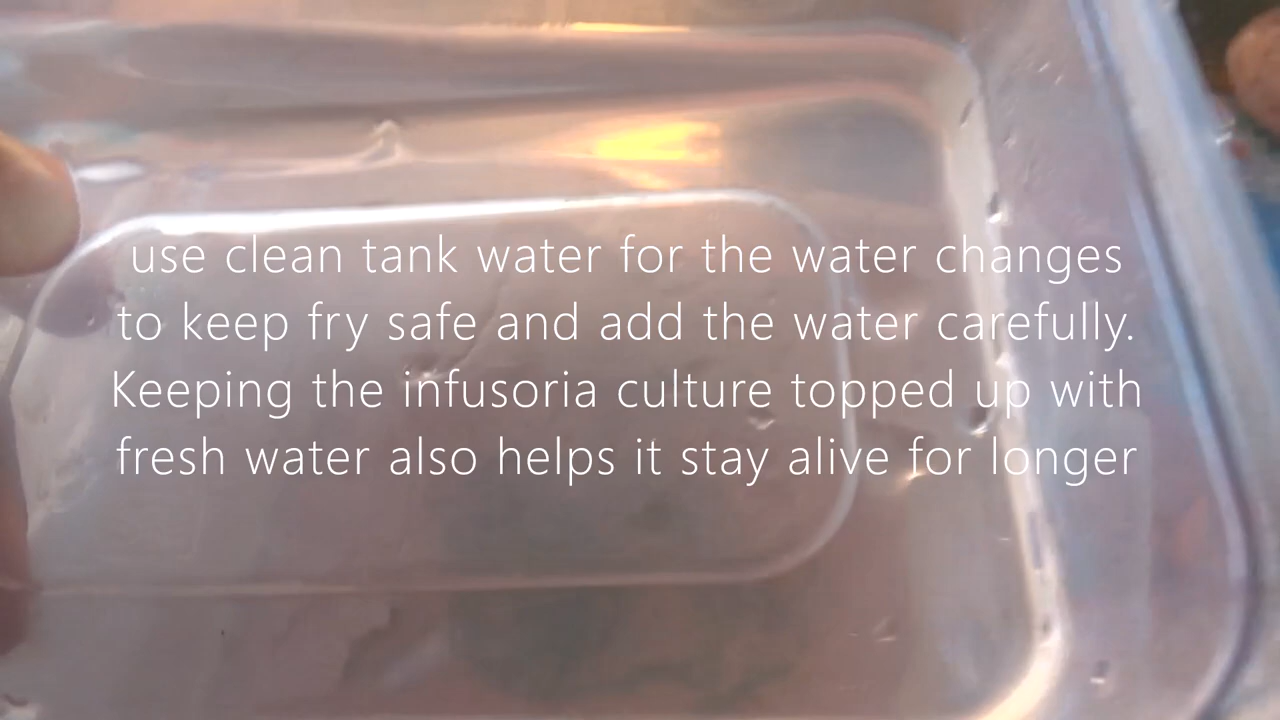 use clean tank water for the water changes
to keep fry safe and add the water carefully.
Keeping the infusoria culture topped up with
fresh water also helps it stay alive for longer